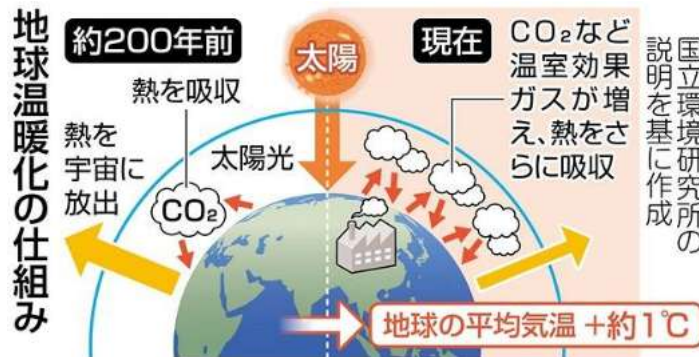 地球温暖化の仕組み
約200年前
熱を吸収
熱を
宇宙に
放出
CO₂
太陽
太陽光
現在
CO₂など
温室効果
ガスが増
え、熱をさ
らに吸収
国立環境研究所の
説明を基に作成
地球の平均気温 +約1℃